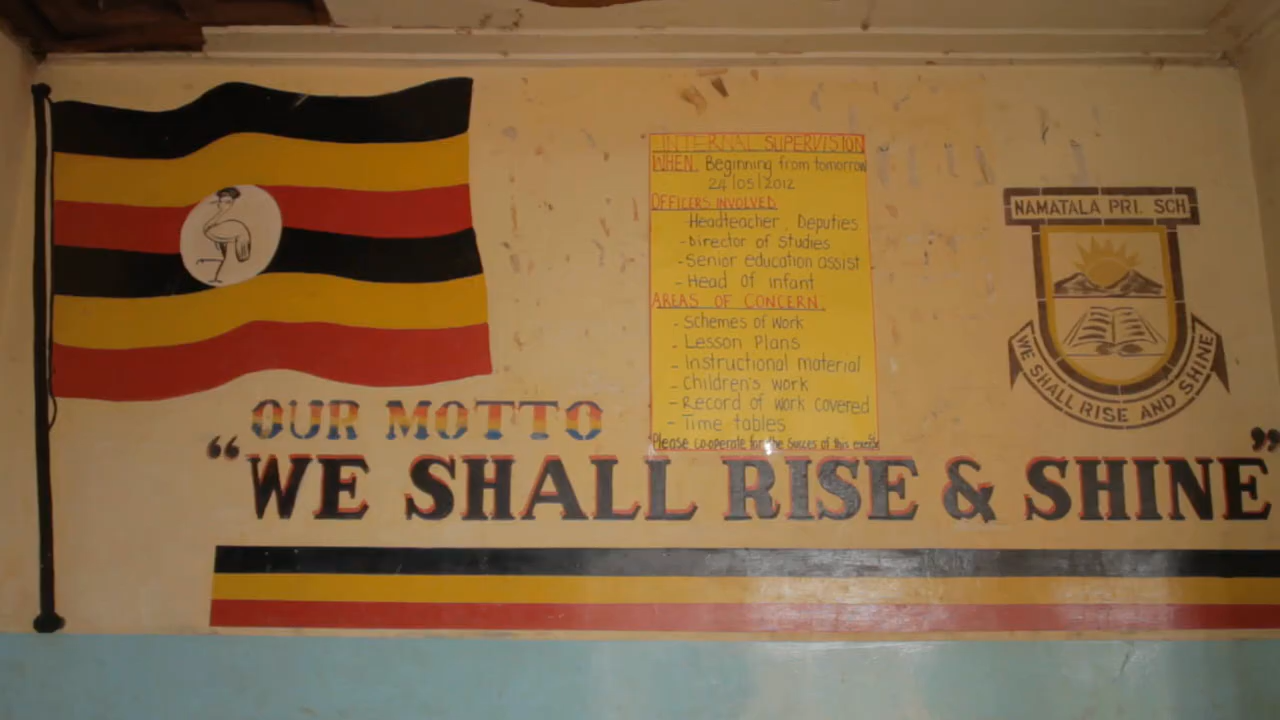 INTERNAL SUPERVISION
WHEN. Beginning from tomorrow
24/05/2012
OFFICERS INVOLVED
Headteacher, Deputies
- Director of Studies
- Senior education assist
- Head of infant
AREAS OF CONCERN.
- Schemes of Work
- Lesson Plans
- Instructional material
- Children's work
- Record of work covered
- Time tables
Please co-operate for the Succes of this exerci
NAMATALA PRI. SCH.
WE SHALL RISE AND SHINE
OUR MOTTO
“WE SHALL RISE & SHINE”